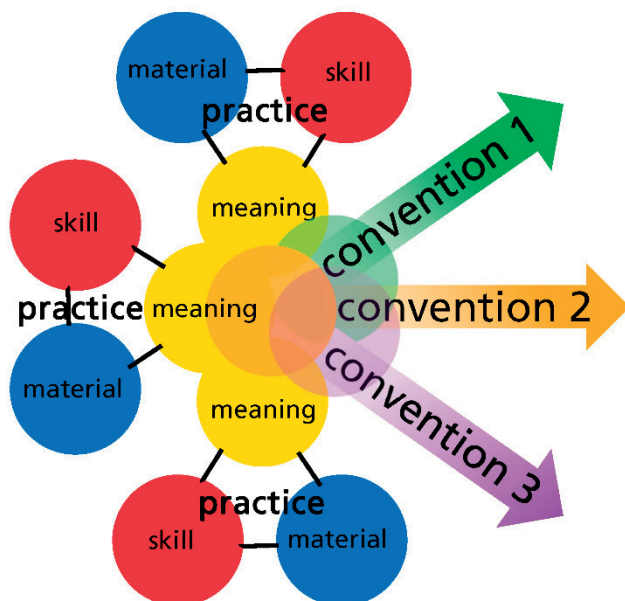 material
skill
practice
meaning
convention 1
skill
practice
meaning
convention 2
material
meaning
convention 3
practice
skill
material